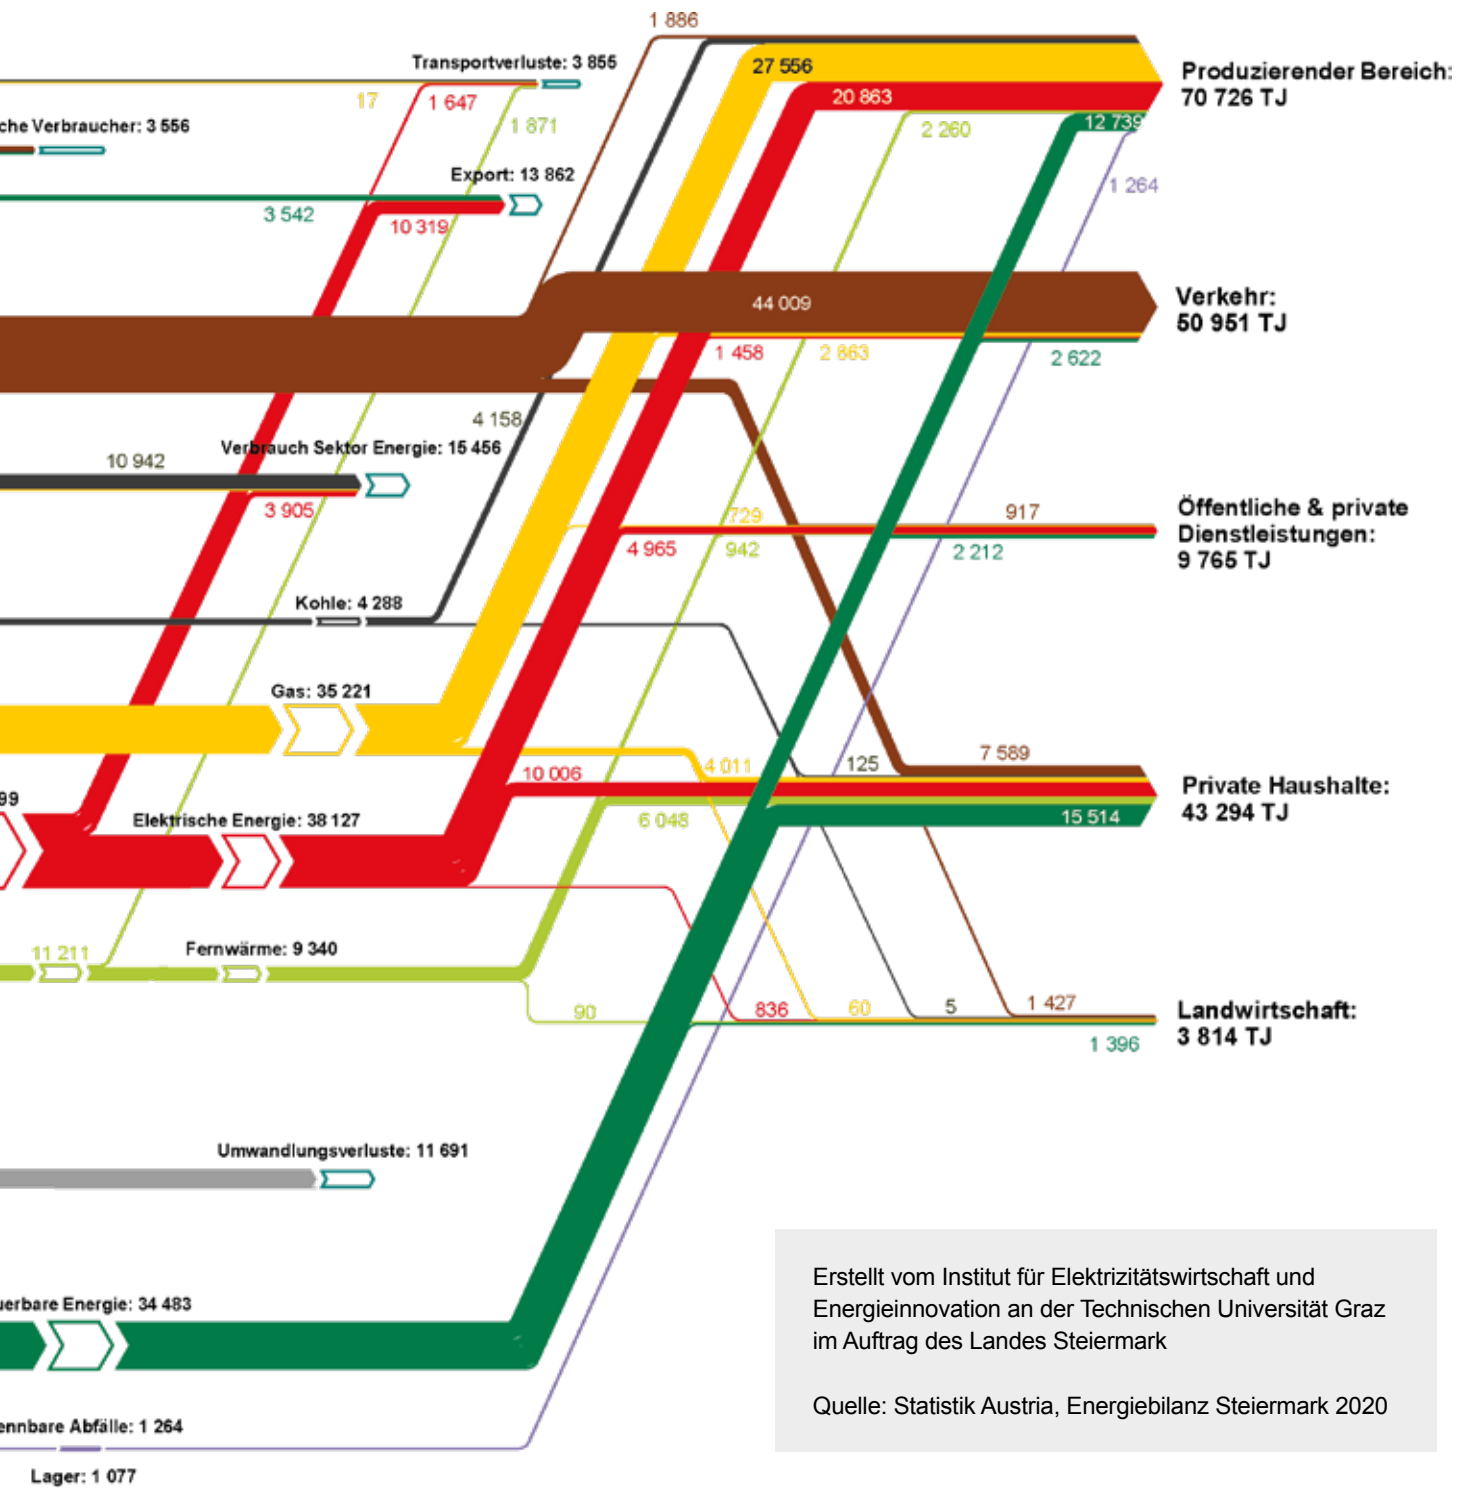 1 886
Transportverluste: 3 855
27 556
Produzierender Bereich:
70 726 TJ
17
1 647
20 863
che Verbraucher: 3 556
1 871
2 260
12 739
Export: 13 862
1 264
3 542
10 319
44 009
Verkehr:
50 951 TJ
1 458
2 863
2 622
4 158
Verbrauch Sektor Energie: 15 456
10 942
3 905
729
917
Öffentliche & private
Dienstleistungen:
9 765 TJ
4 965
942
2 212
Kohle: 4 288
Gas: 35 221
10 006
4 011
125
7 589
Private Haushalte:
43 294 TJ
99
Elektrische Energie: 38 127
6 048
15 514
11 211
Fernwärme: 9 340
90
836
60
5
1 427
Landwirtschaft:
3 814 TJ
1 396
Umwandlungsverluste: 11 691
uerbare Energie: 34 483
ennbare Abfälle: 1 264
Lager: 1 077
Erstellt vom Institut für Elektrizitätswirtschaft und
Energieinnovation an der Technischen Universität Graz
im Auftrag des Landes Steiermark
Quelle: Statistik Austria, Energiebilanz Steiermark 2020